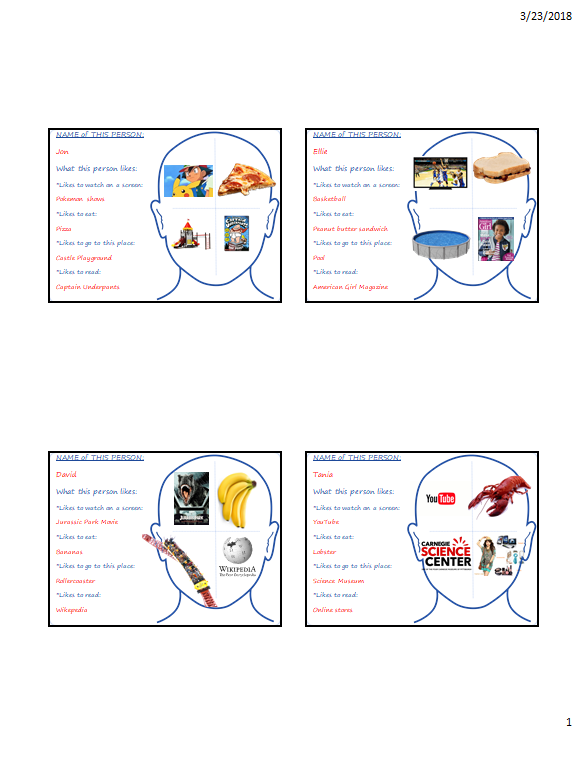 3/23/2018
NAME of THIS PERSON:
Jon
What this person likes:
*Likes to watch on a screen:
Pokemon shows
*Likes to eat:
Pizza
*Likes to go to this place:
Castle Playground
*Likes to read:
Captain Underpants
NAME of THIS PERSON:
Ellie
What this person likes:
*Likes to watch on a screen:
Basketball
*Likes to eat:
Peanut butter sandwich
*Likes to go to this place:
Pool
*Likes to read:
American Girl Magazine
NAME of THIS PERSON:
David
What this person likes:
*Likes to watch on a screen:
Jurassic Park Movie
*Likes to eat:
Bananas
*Likes to go to this place:
Rollercoaster
*Likes to read:
Wikepedia
WIKIPEDIA
The Free Encyclopedia
NAME of THIS PERSON:
Tania
What this person likes:
*Likes to watch on a screen:
YouTube
*Likes to eat:
Lobster
*Likes to go to this place:
Science Museum
*Likes to read:
Online stores
YouTube
CARNEGIE
SCIENCE
CENTER
1